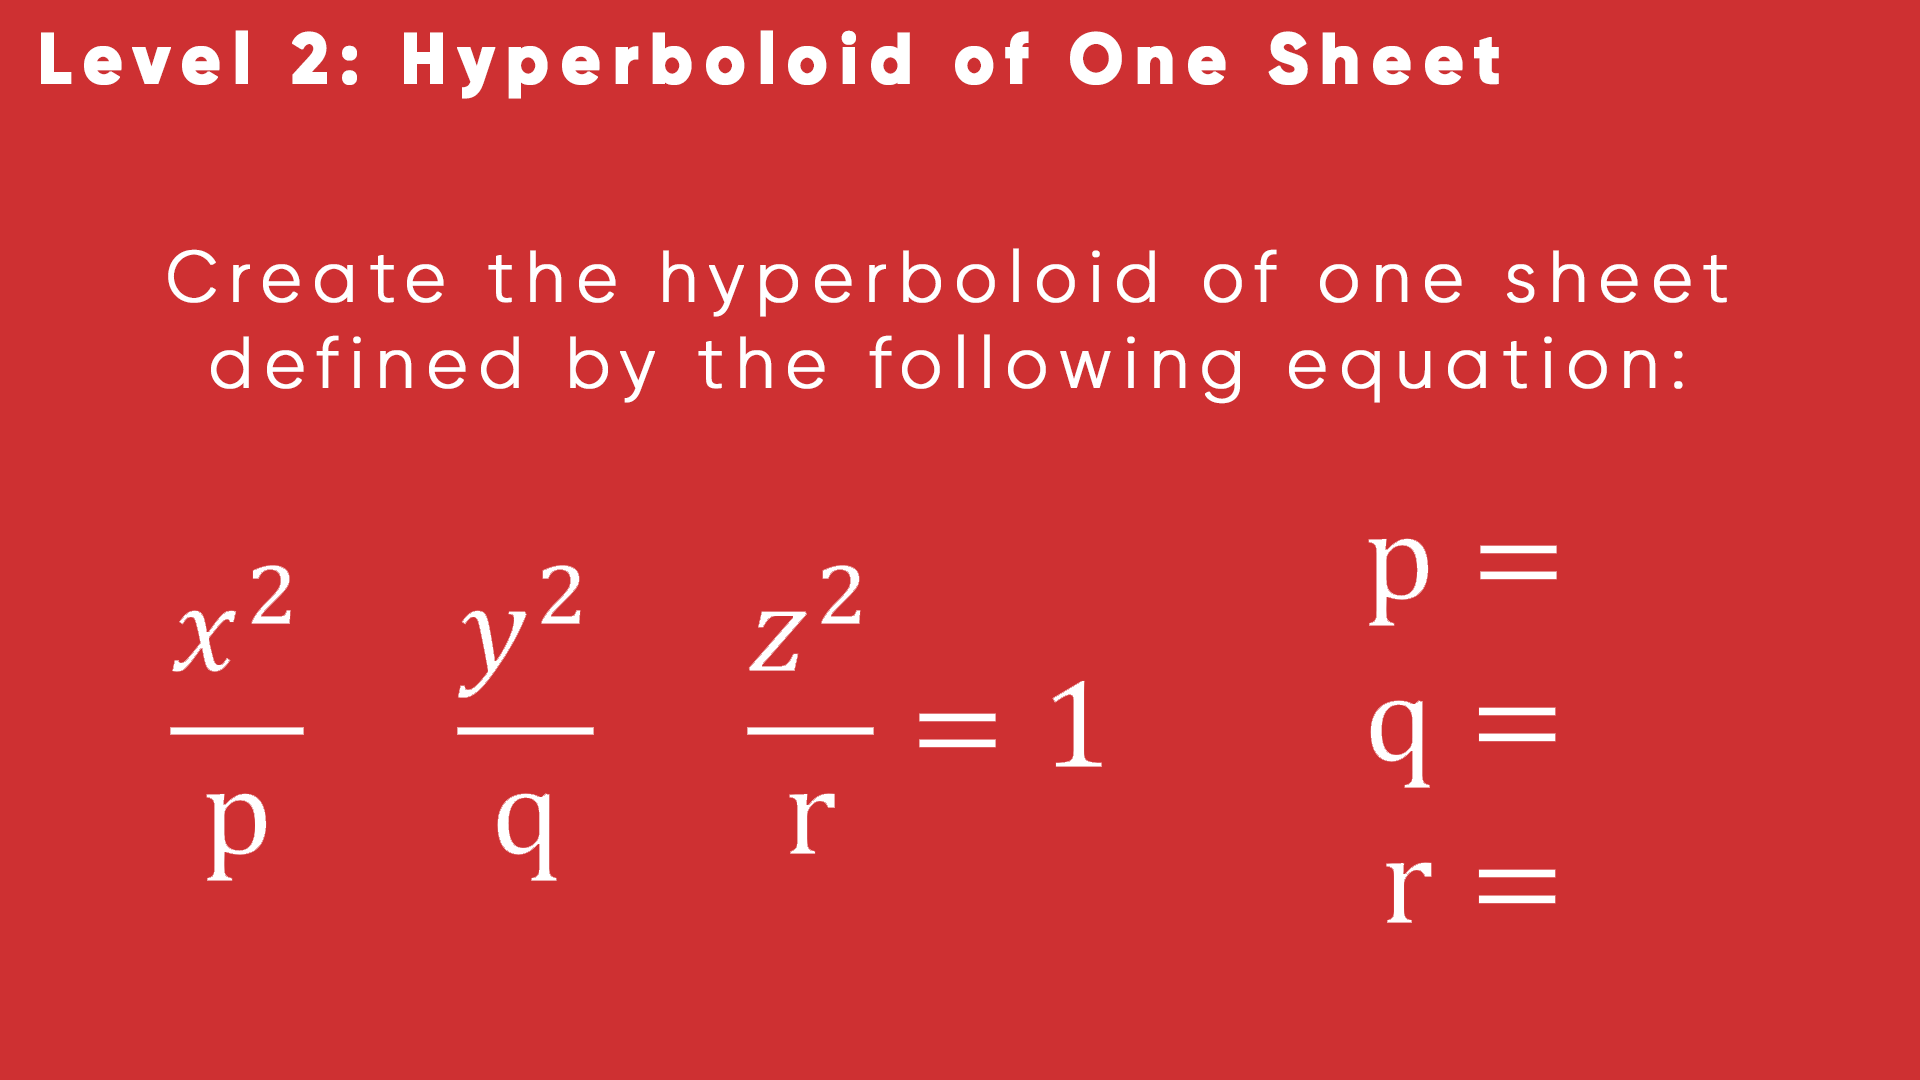 Level 2: Hyperboloid of One Sheet
Create the hyperboloid of one sheet
defined by the following equation:
x²/p y²/q z²/r = 1
p =
q =
r =